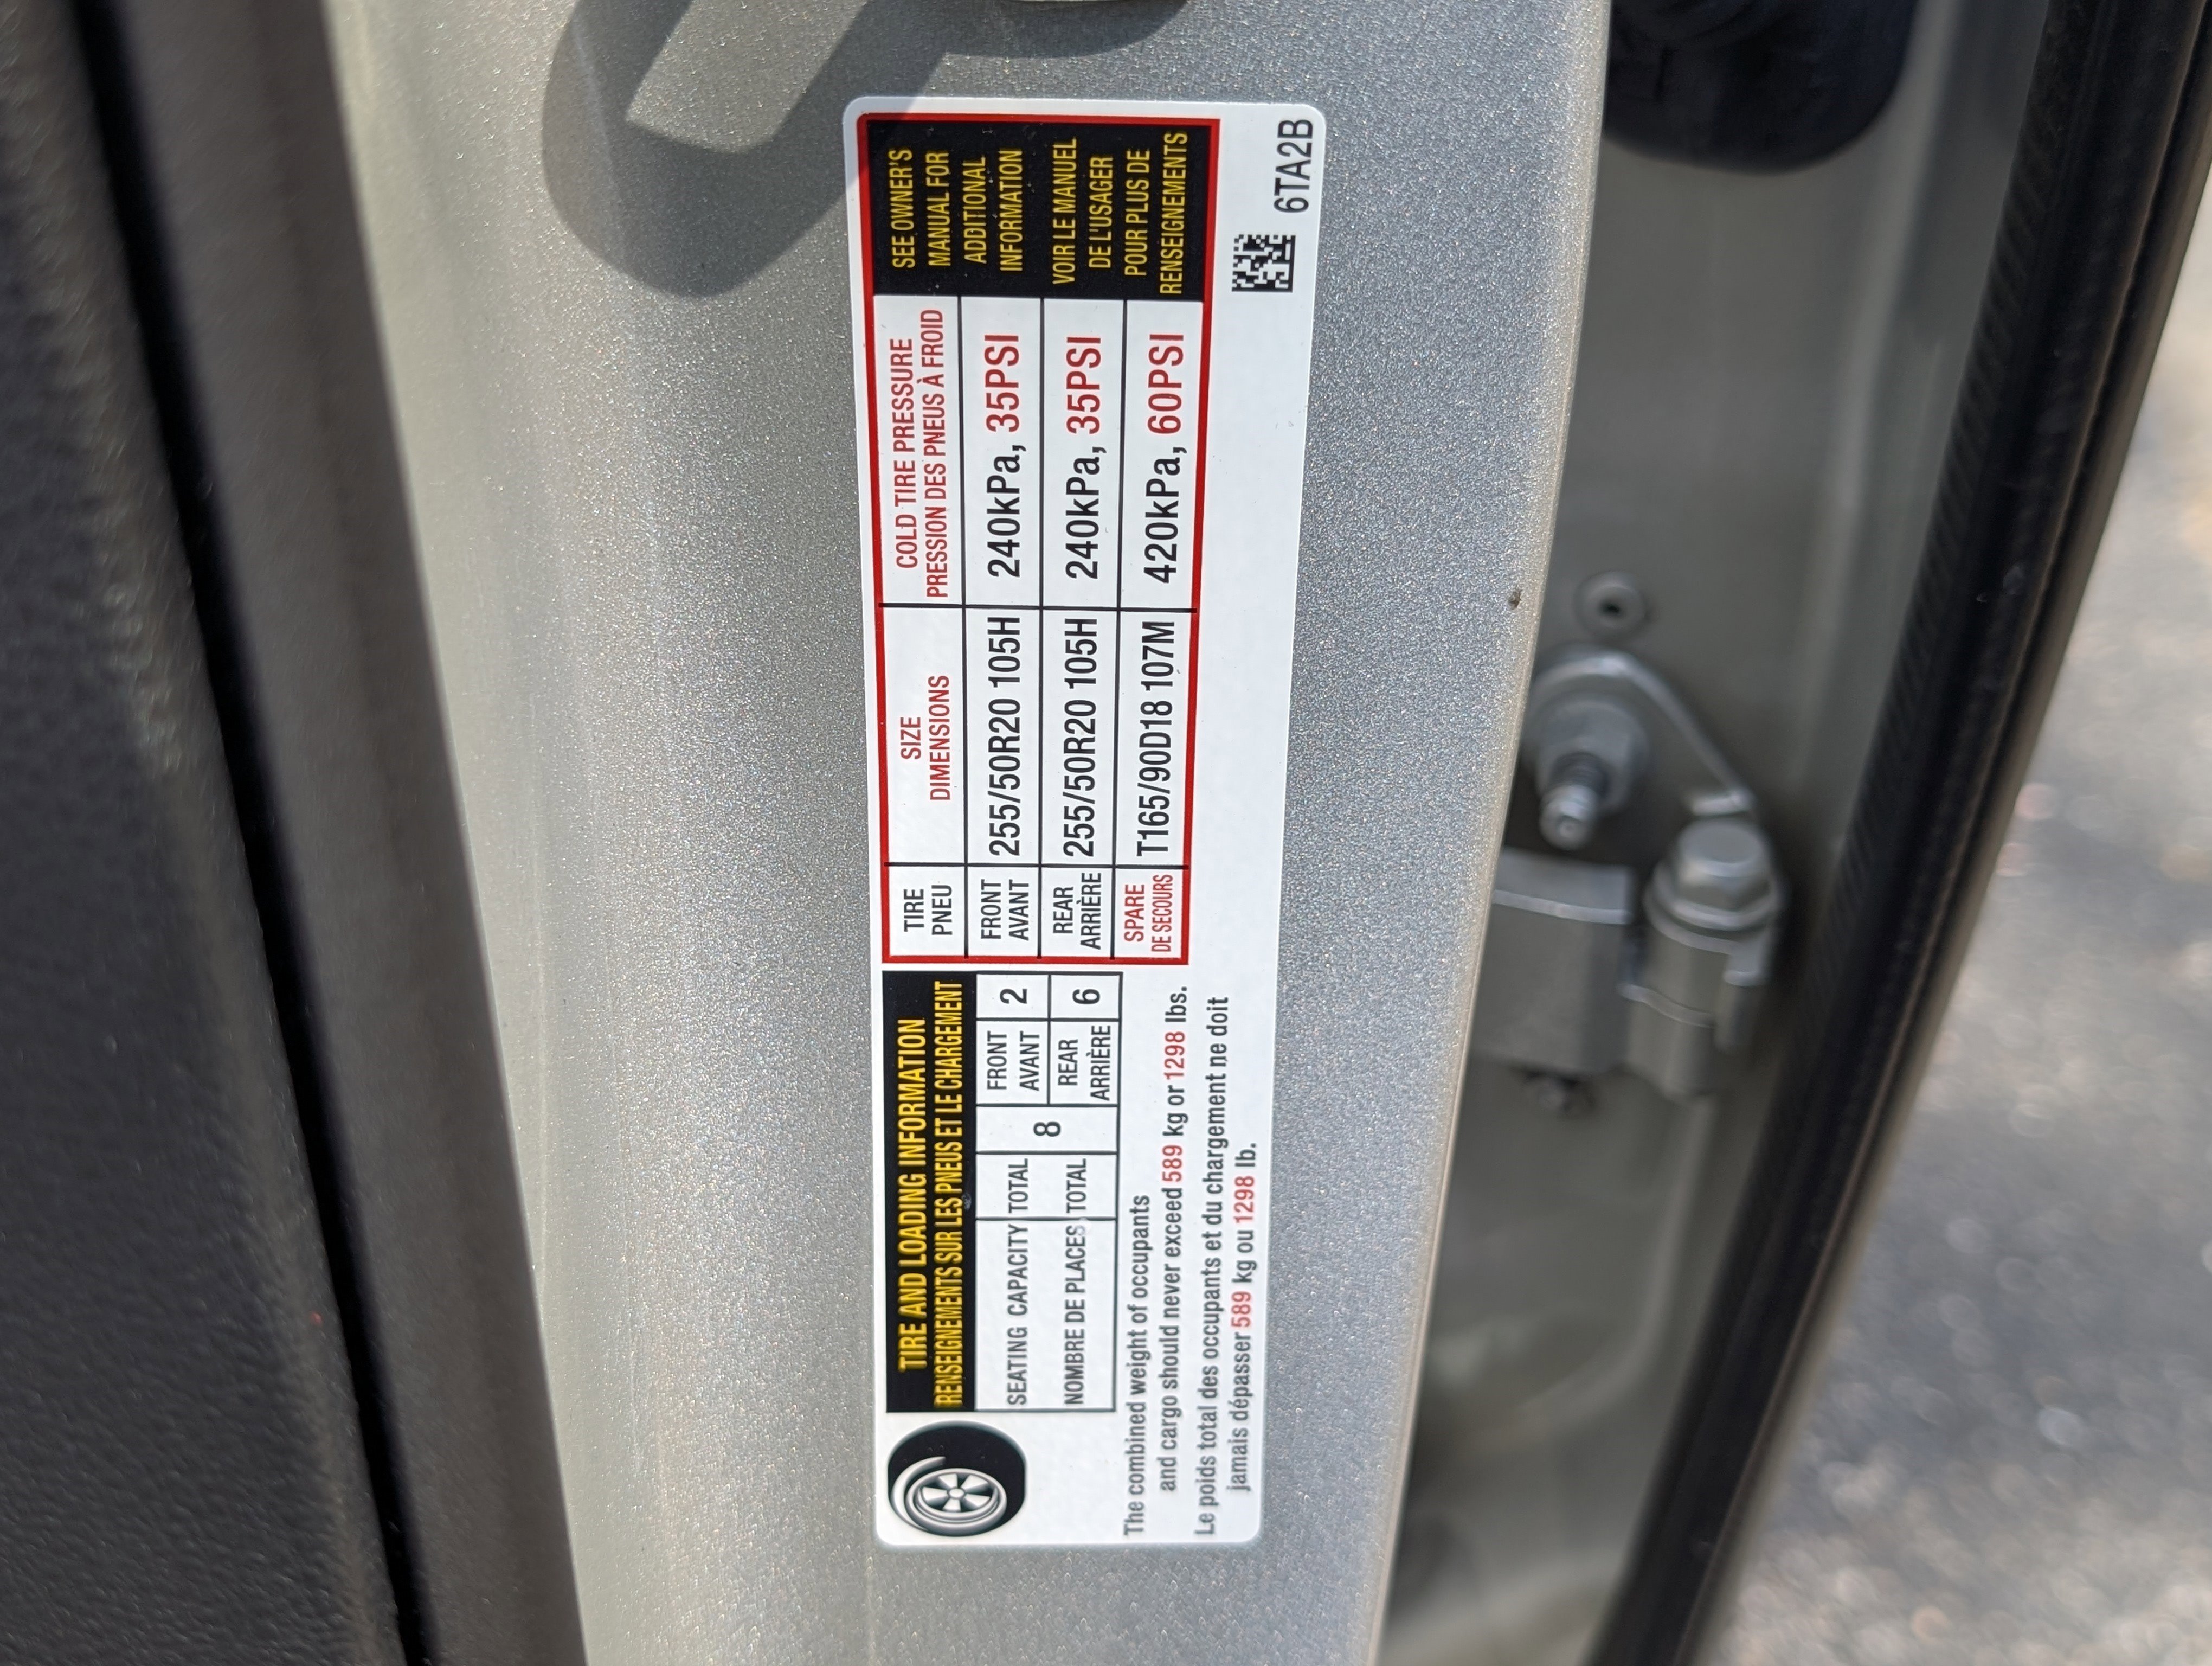 TIRE AND LOADING INFORMATION
RENSEIGNEMENTS SUR LES PNEUS ET LE CHARGEMENT
SEATING CAPACITY TOTAL 8 FRONT 2
AVANT
NOMBRE DE PLACES TOTAL REAR 6
ARRIÈRE
The combined weight of occupants
and cargo should never exceed 589 kg or 1298 lbs.
Le poids total des occupants et du chargement ne doit
jamais dépasser 589 kg ou 1298 lb.
TIRE SIZE COLD TIRE PRESSURE
PNEU DIMENSIONS PRESSION DES PNEUS À FROID
FRONT
AVANT 255/50R20 105H 240kPa, 35PSI
REAR
ARRIÈRE 255/50R20 105H 240kPa, 35PSI
SPARE
DE SECOURS T165/90D18 107M 420kPa, 60PSI
SEE OWNER'S
MANUAL FOR
ADDITIONAL
INFORMATION
VOIR LE MANUEL
DE L'USAGER
POUR PLUS DE
RENSEIGNEMENTS
6TA2B